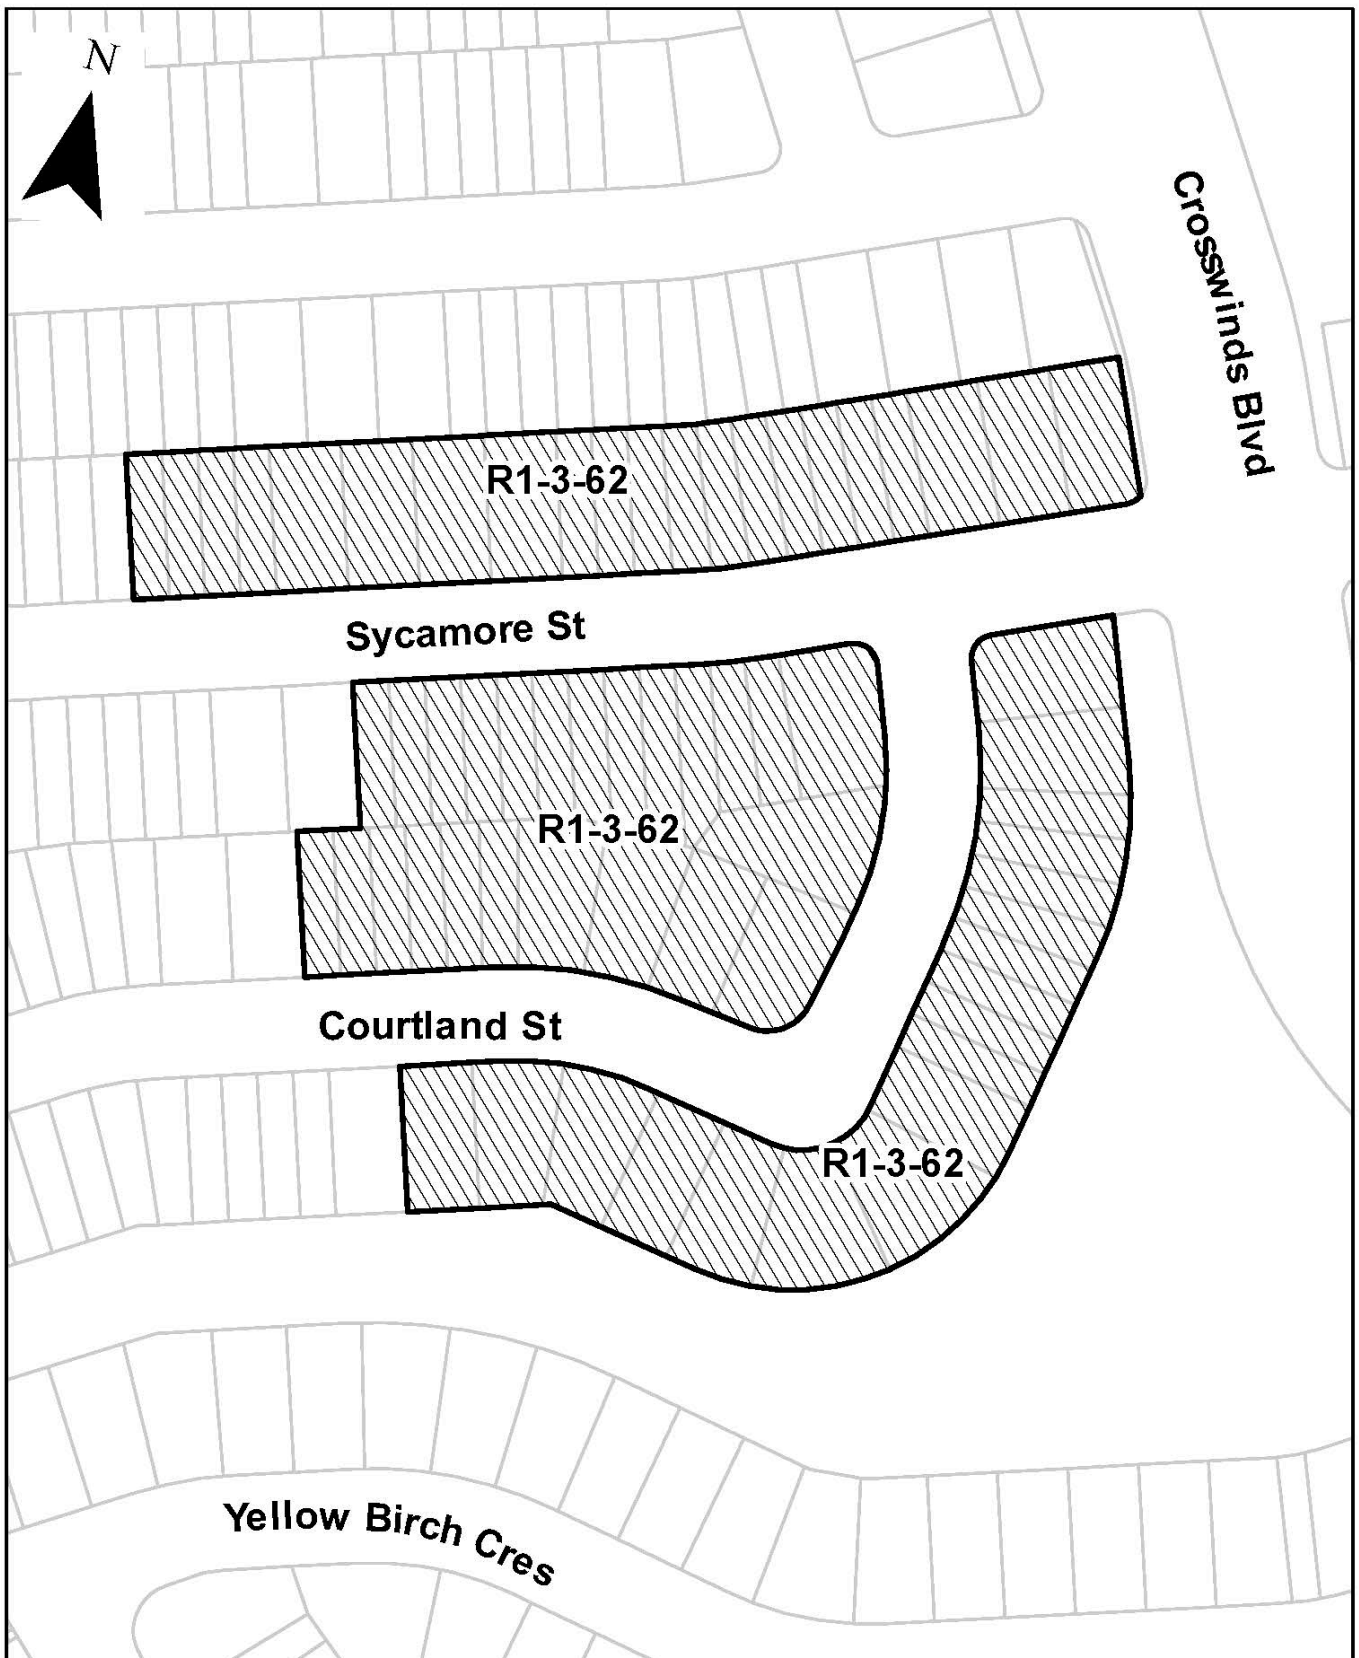 N
Crosswinds Blvd
R1-3-62
Sycamore St
R1-3-62
Courtland St
R1-3-62
Yellow Birch Cres